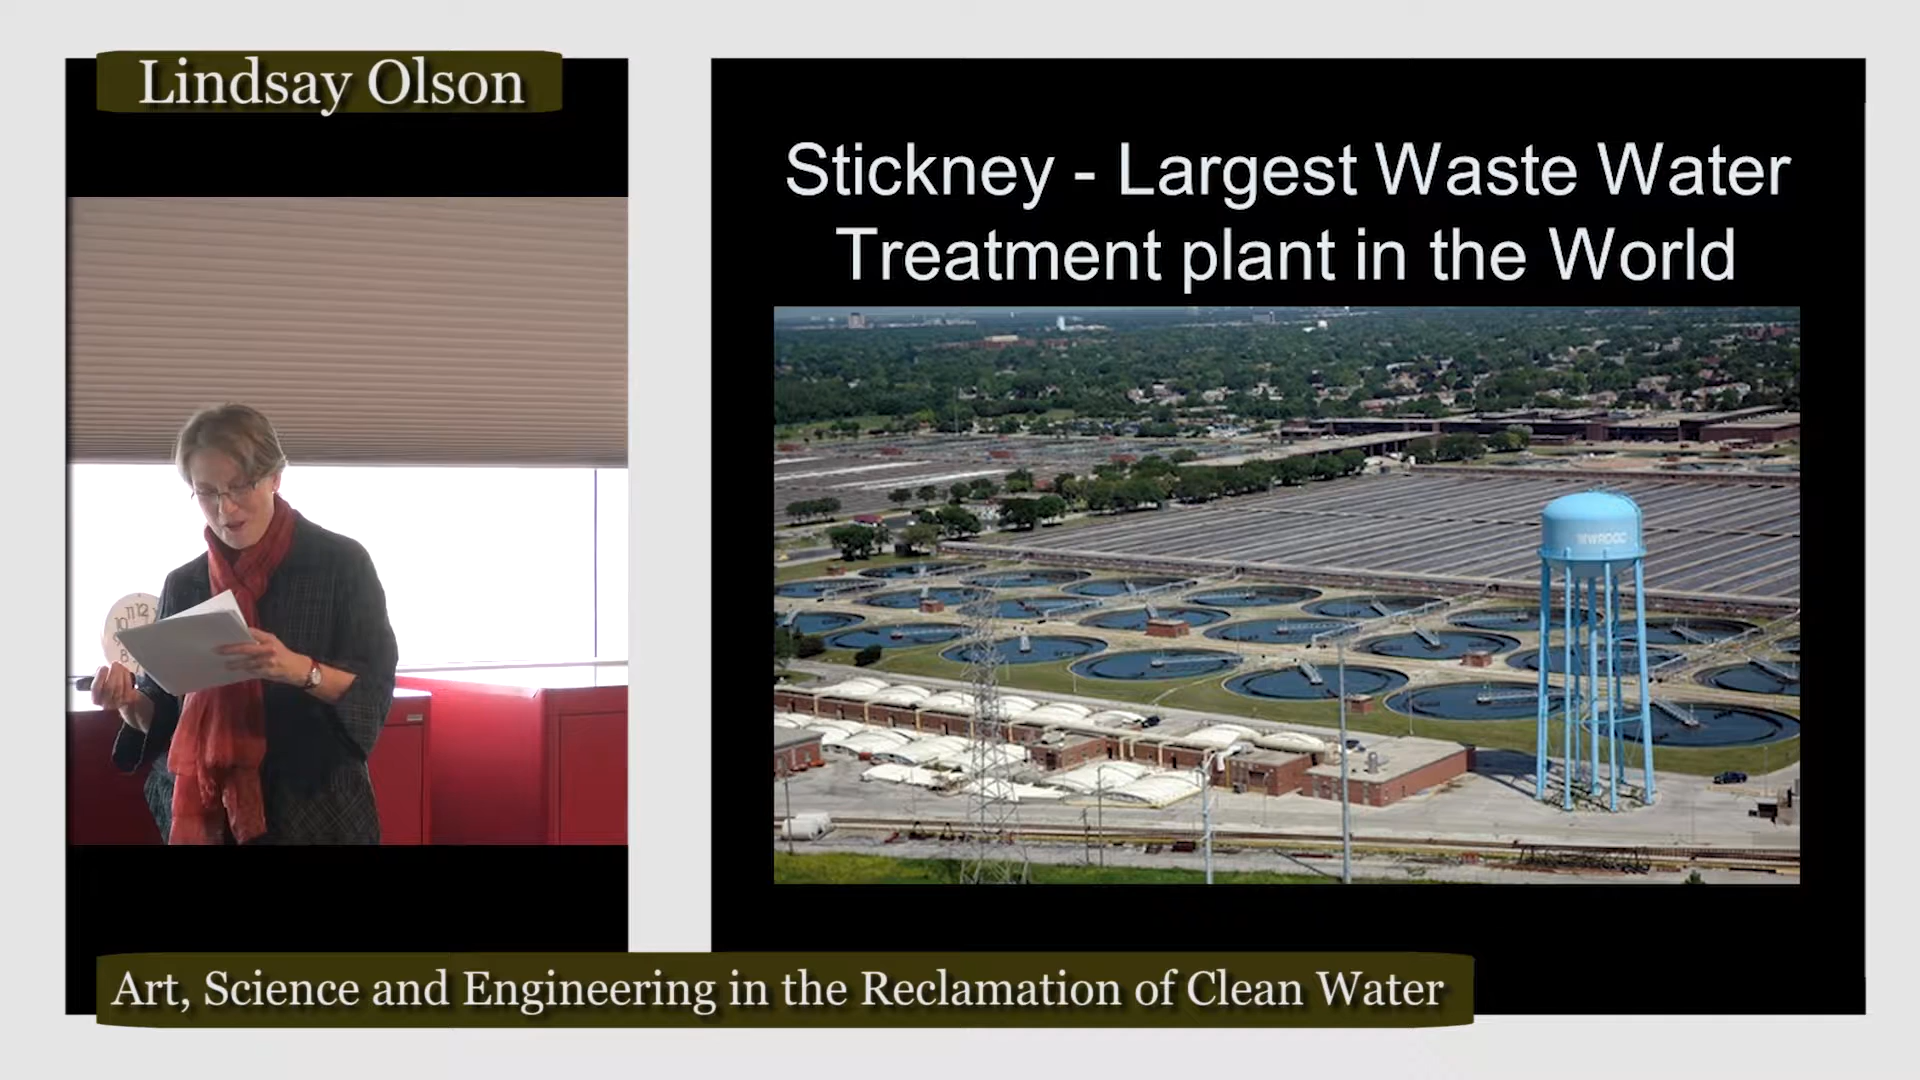 Lindsay Olson
Stickney - Largest Waste Water
Treatment plant in the World
MWRDGC
Art, Science and Engineering in the Reclamation of Clean Water